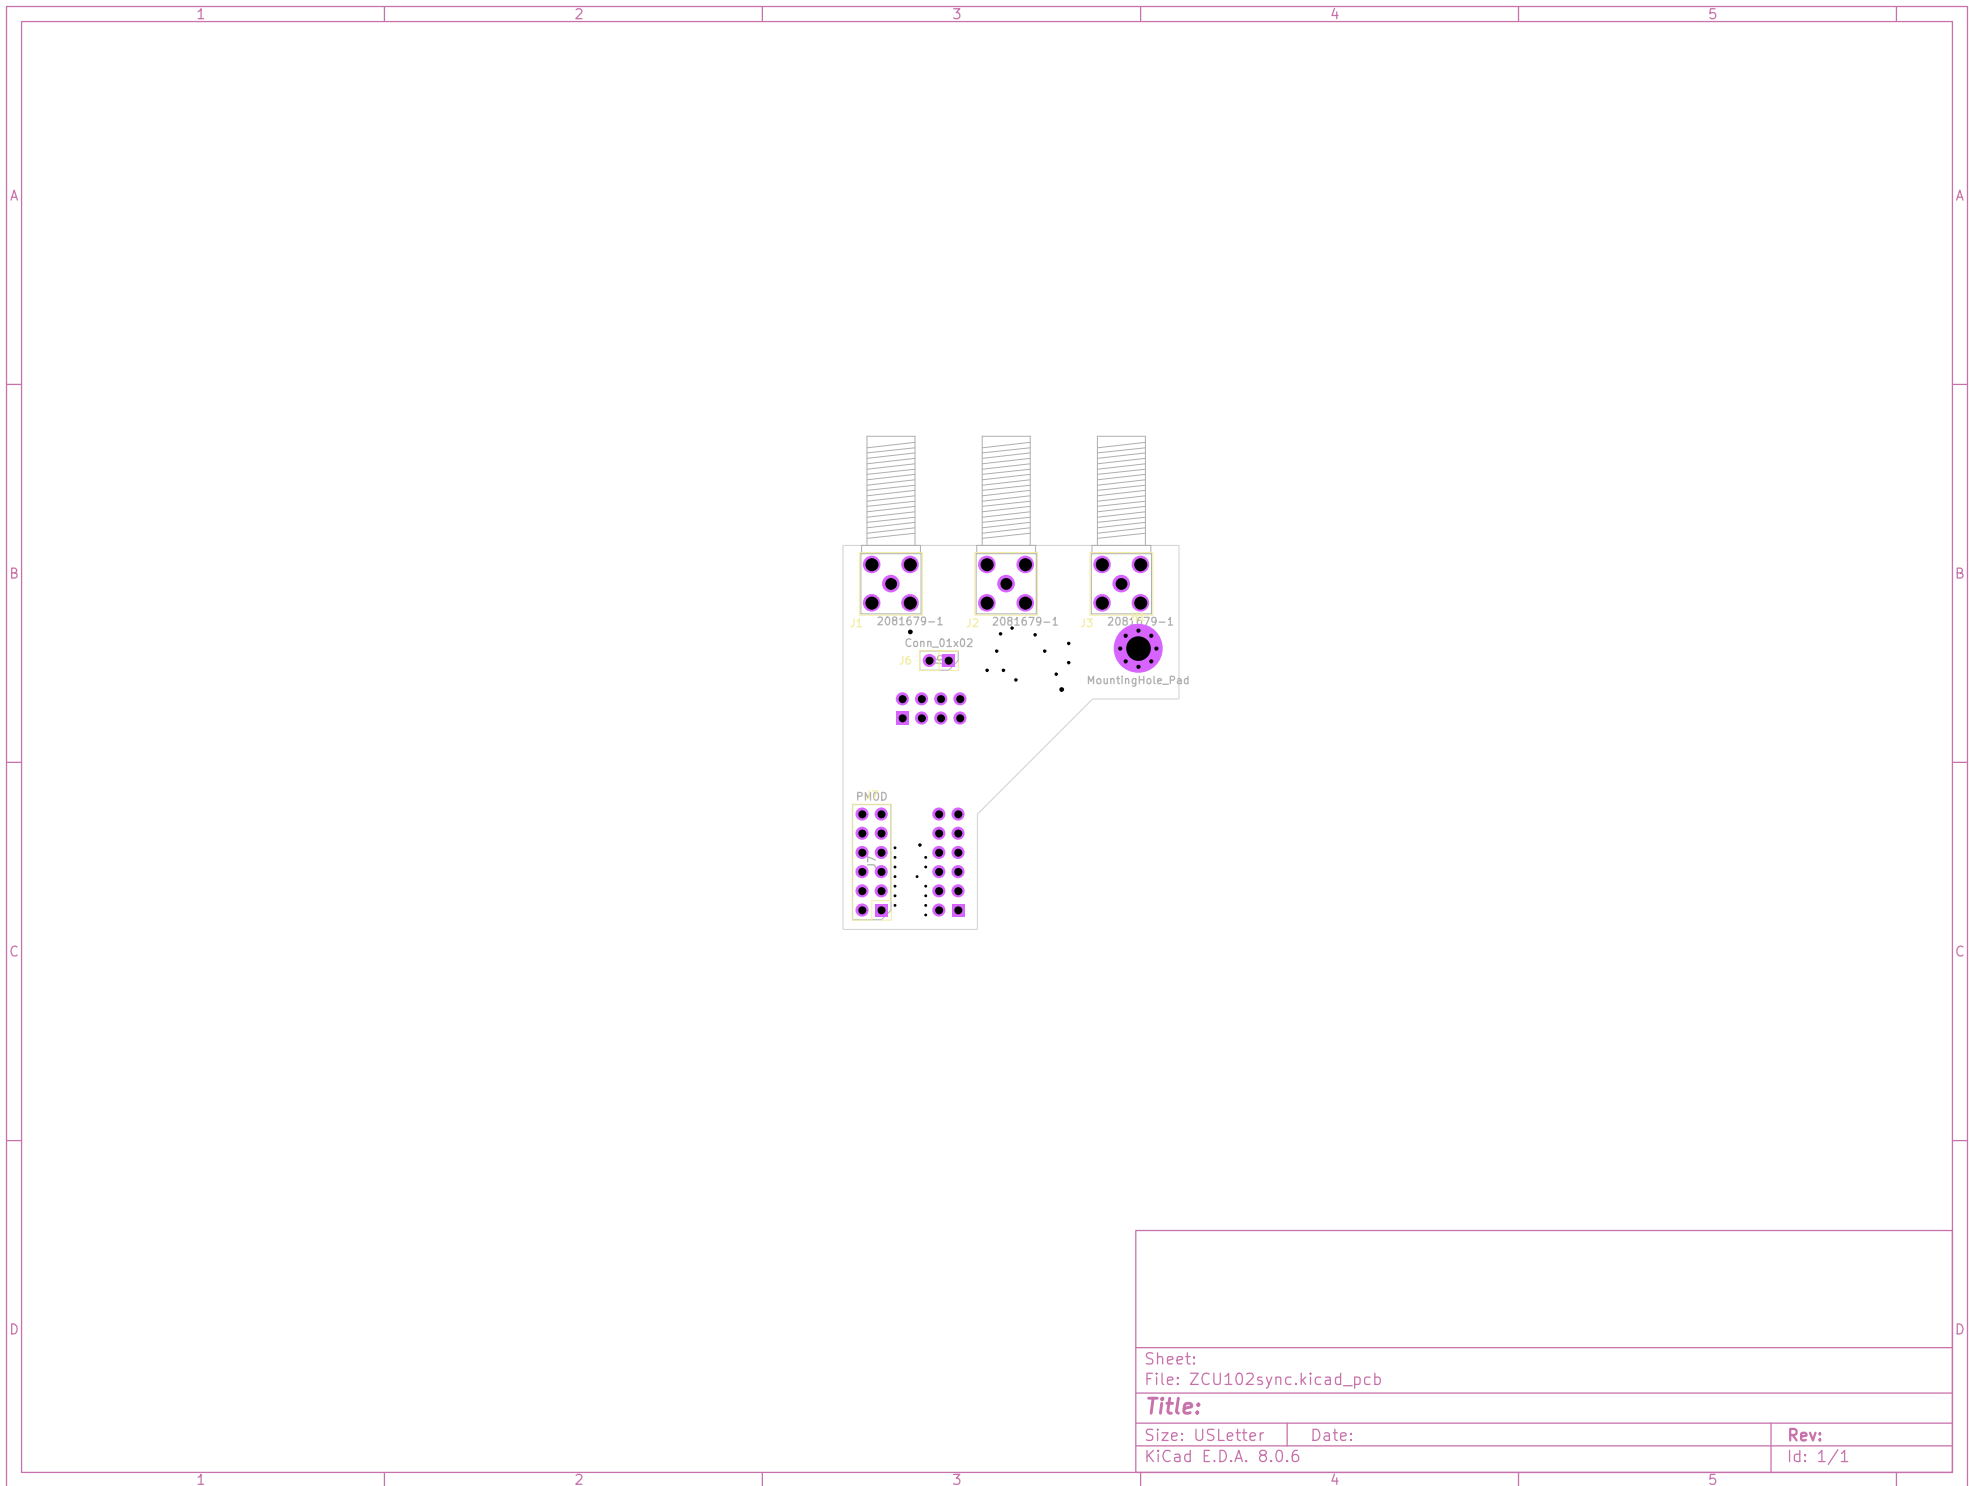 1 2 3 4 5
A A
B B
2081679-1 2081679-1 2081679-1
J1 J2 J3
Conn_01x02
J6
MountingHole_Pad
PMOD
J7
C C
D D
Sheet:
File: ZCU102sync.kicad_pcb
Title:
Size: USLetter Date: Rev:
KiCad E.D.A. 8.0.6 Id: 1/1
1 2 3 4 5